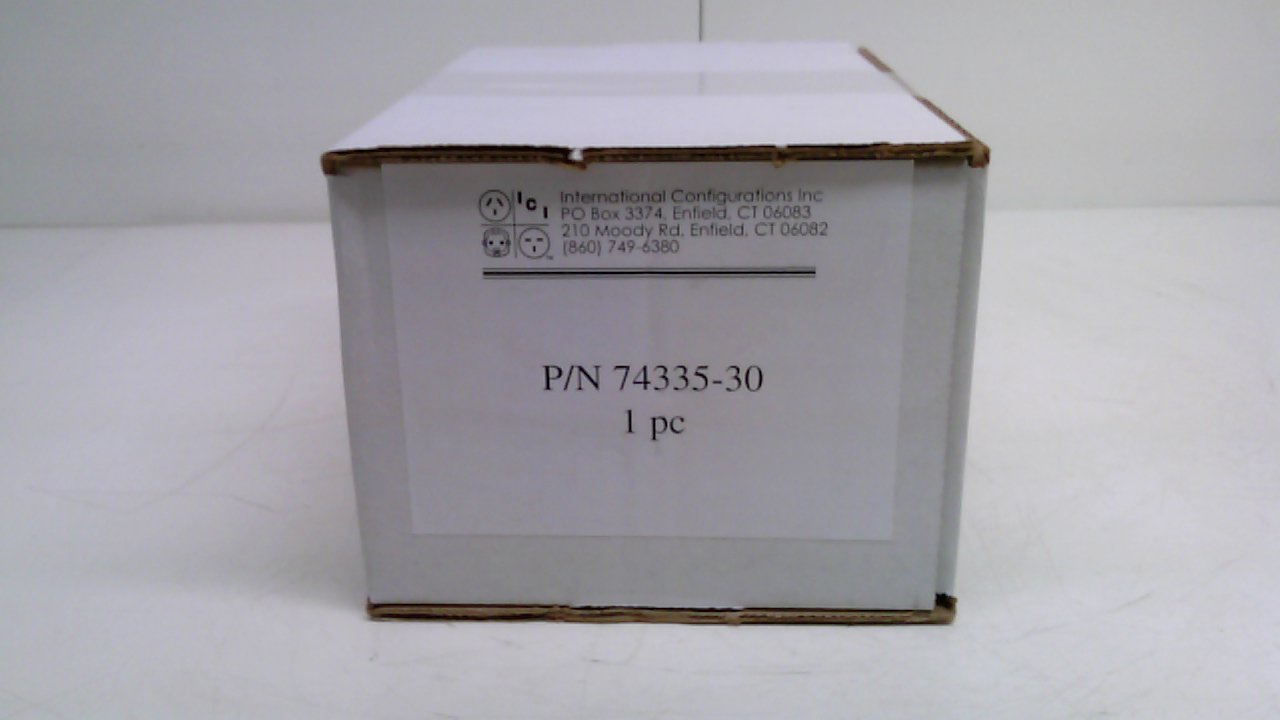 ICI
International Configurations Inc
PO Box 3374, Enfield, CT 06083
210 Moody Rd, Enfield, CT 06082
(860) 749-6380
P/N 74335-30
1 pc